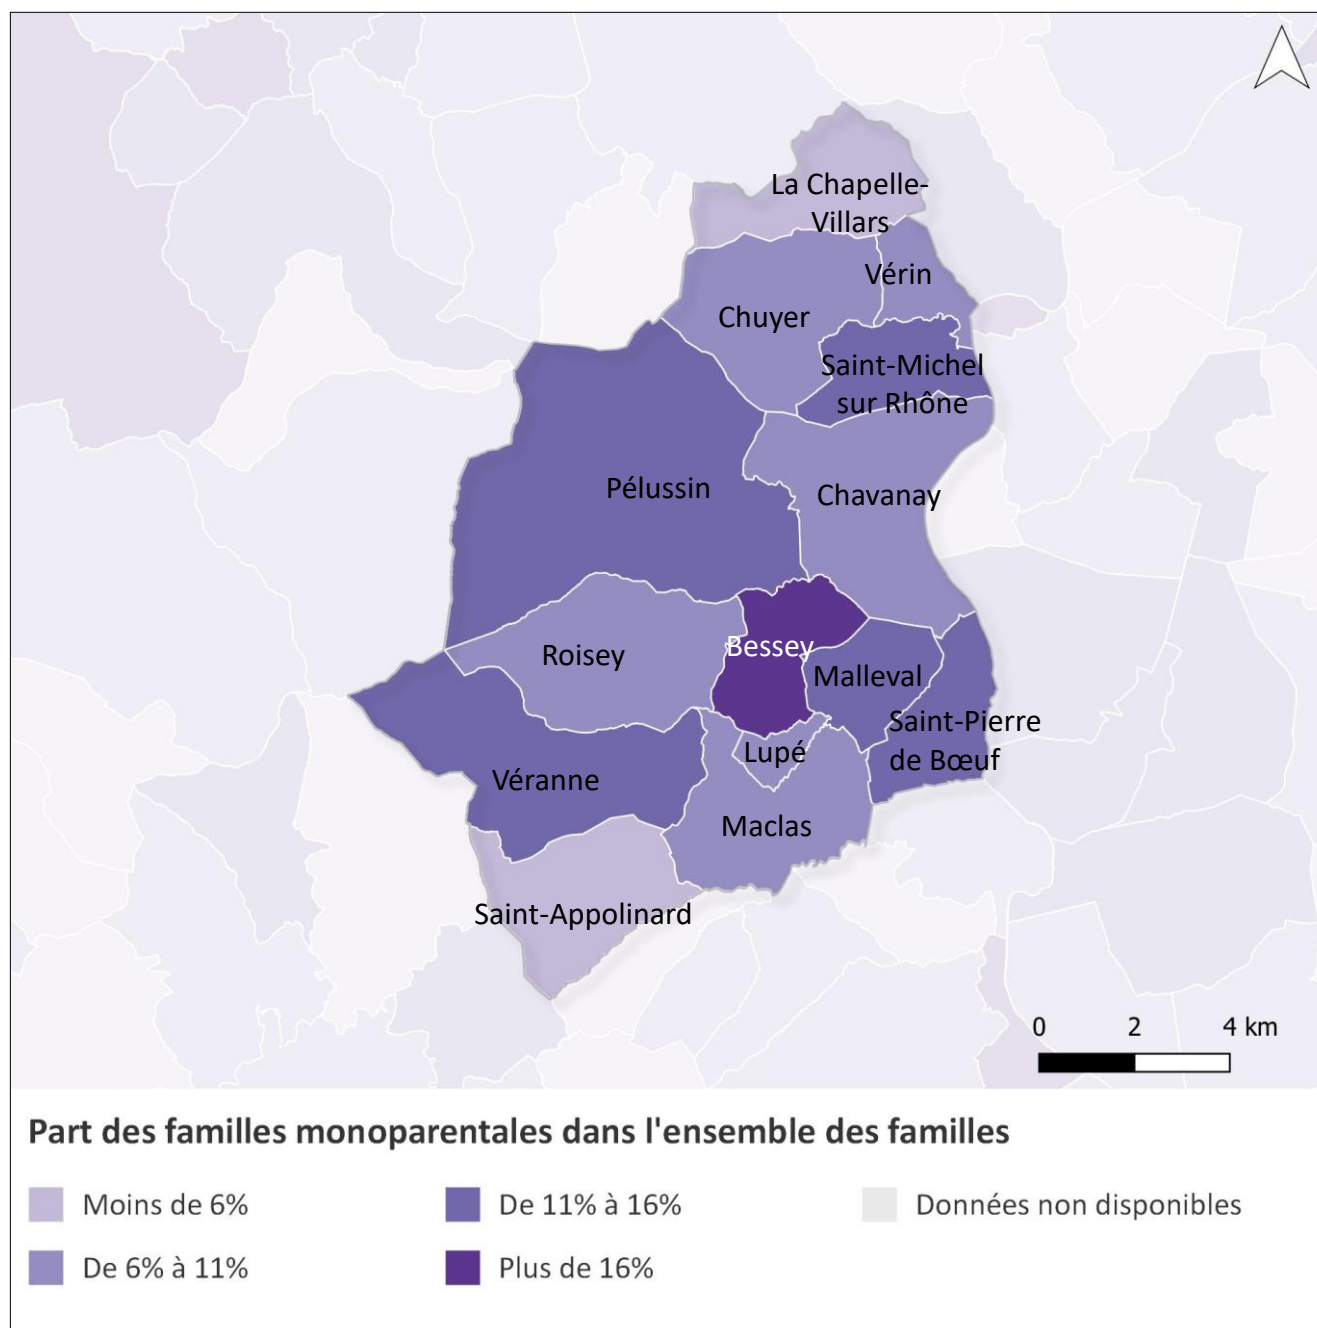 La Chapelle-
Villars
Vérin
Chuyer
Saint-Michel
sur Rhône
Pélussin
Chavanay
Bessey
Roisey
Malleval
Saint-Pierre
de Bœuf
Lupé
Véranne
Maclas
Saint-Appolinard
0 2 4 km
Part des familles monoparentales dans l'ensemble des familles
Moins de 6%
De 11% à 16%
Données non disponibles
De 6% à 11%
Plus de 16%